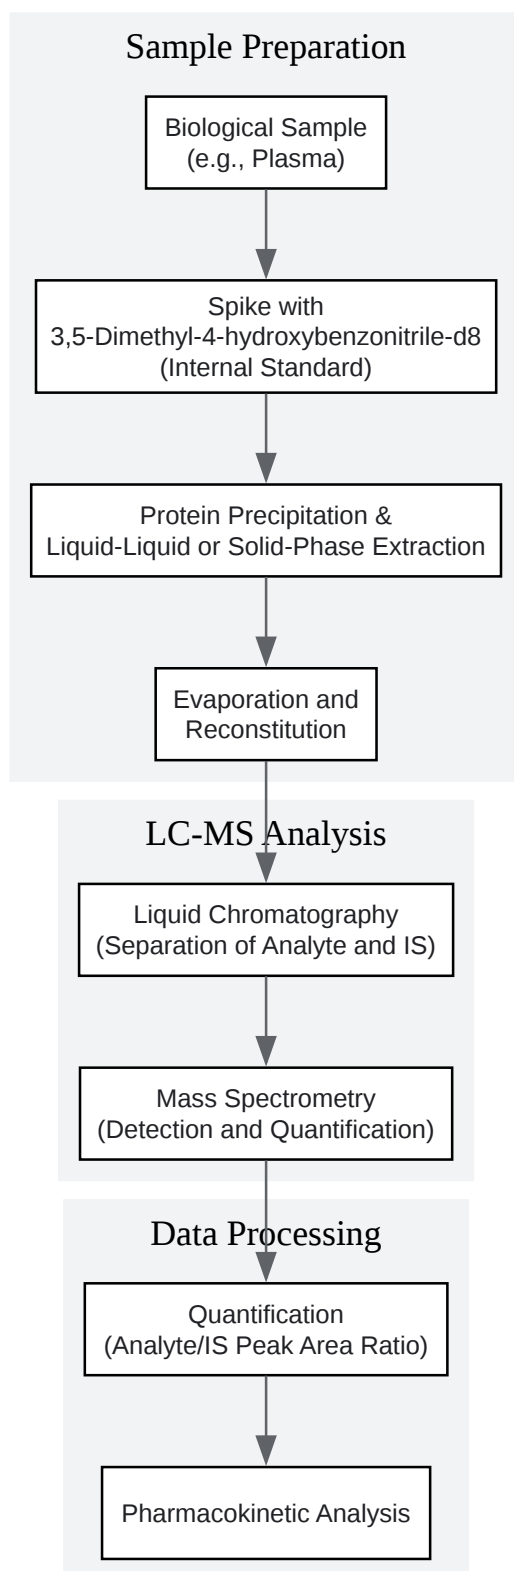 Sample Preparation
Biological Sample
(e.g., Plasma)
Spike with
3,5-Dimethyl-4-hydroxybenzonitrile-d8
(Internal Standard)
Protein Precipitation &
Liquid-Liquid or Solid-Phase Extraction
Evaporation and
Reconstitution
LC-MS Analysis
Liquid Chromatography
(Separation of Analyte and IS)
Mass Spectrometry
(Detection and Quantification)
Data Processing
Quantification
(Analyte/IS Peak Area Ratio)
Pharmacokinetic Analysis